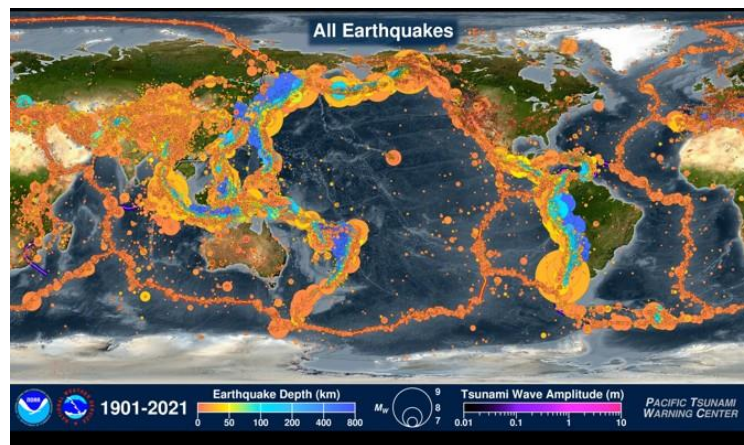 All Earthquakes
NOAA
1901-2021
Earthquake Depth (km)
0 50 100 200 400 800
Mw 9
8
7
Tsunami Wave Amplitude (m)
0.01 0.1 1 10
PACIFIC TSUNAMI
WARNING CENTER